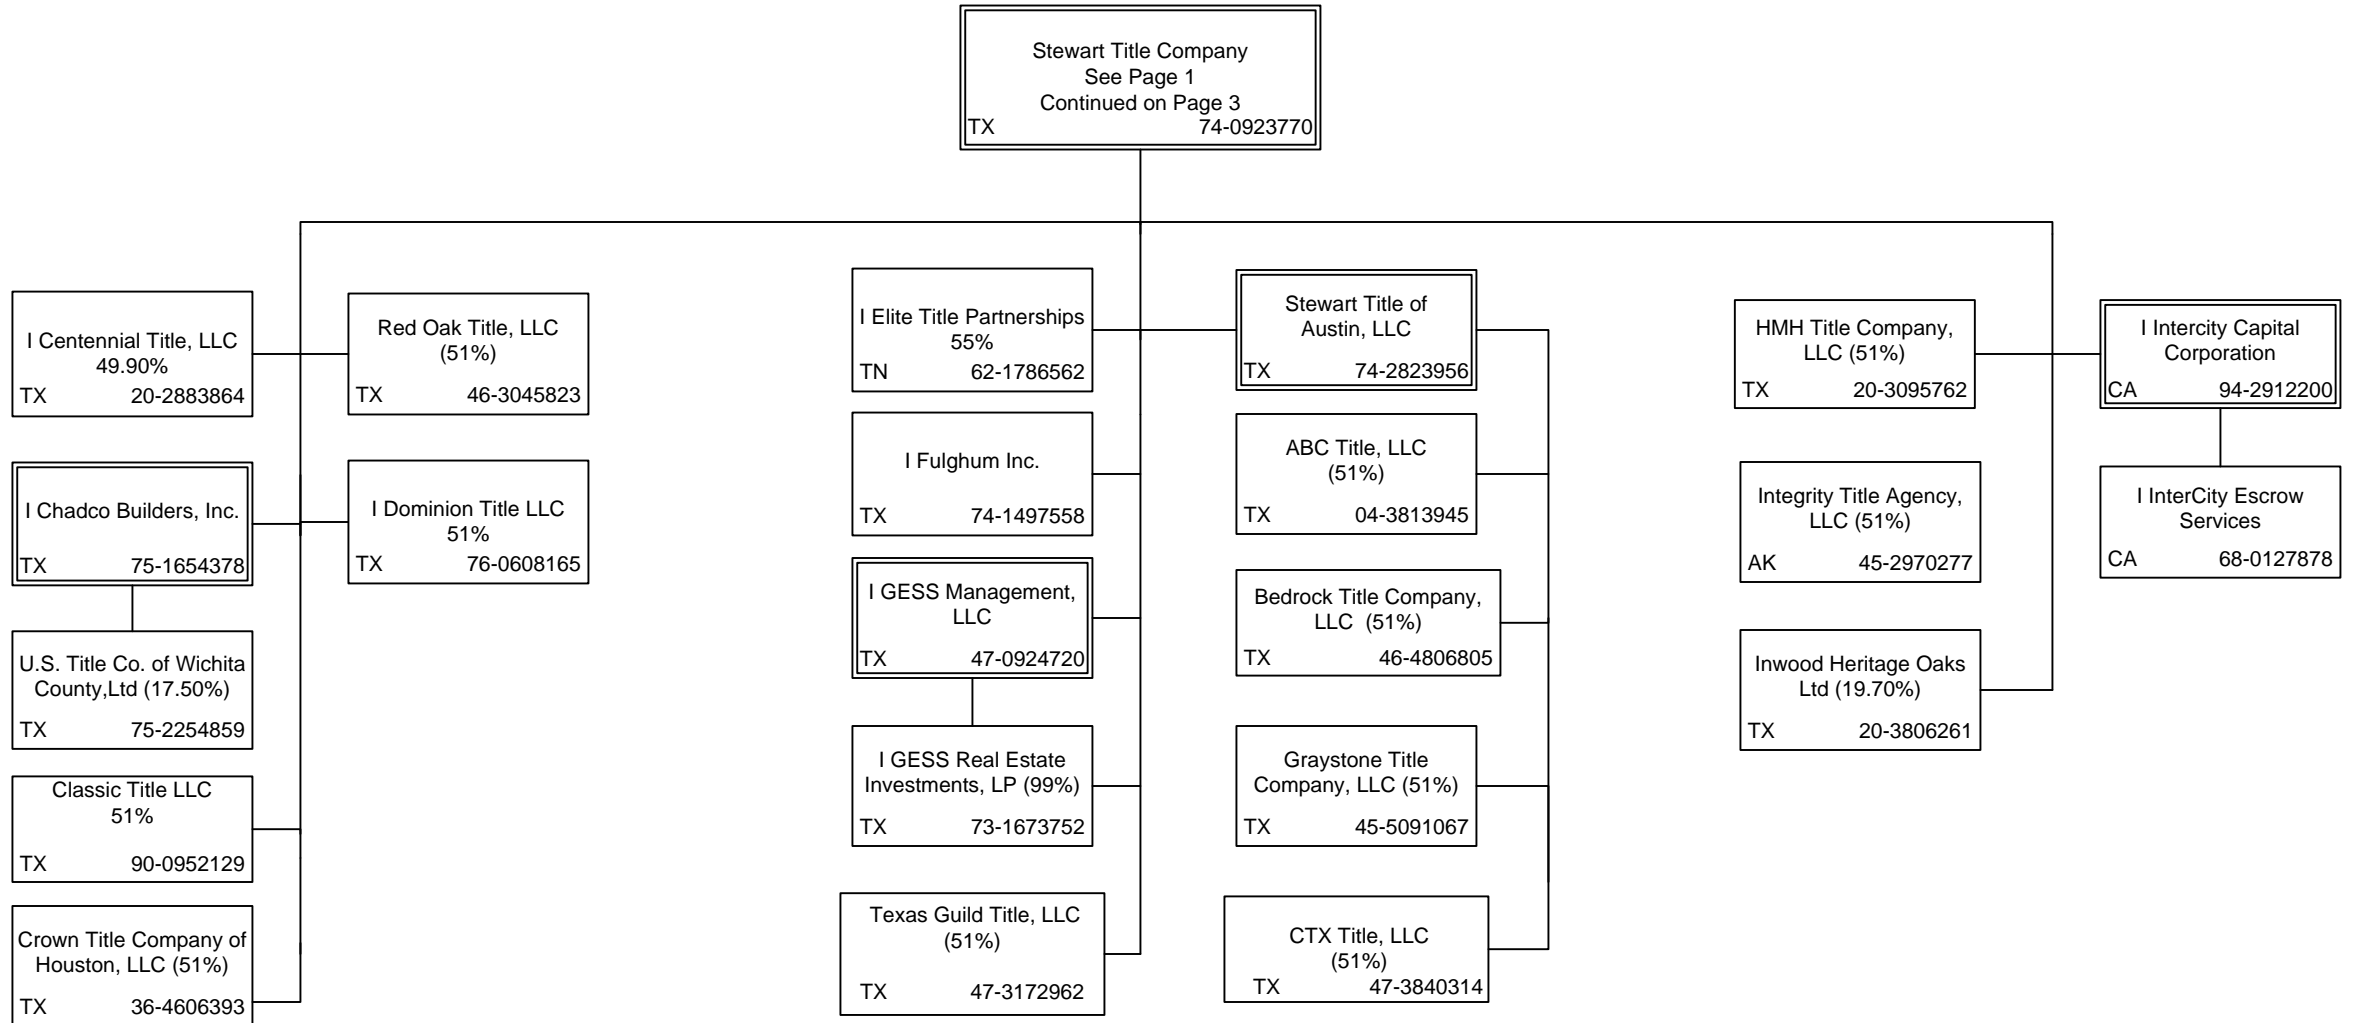 Stewart Title Company
See Page 1
Continued on Page 3
TX 74-0923770
I Centennial Title, LLC
49.90%
TX 20-2883864
Red Oak Title, LLC
(51%)
TX 46-3045823
I Chadco Builders, Inc.
TX 75-1654378
I Dominion Title LLC
51%
TX 76-0608165
U.S. Title Co. of Wichita
County,Ltd (17.50%)
TX 75-2254859
Classic Title LLC
51%
TX 90-0952129
Crown Title Company of
Houston, LLC (51%)
TX 36-4606393
I Elite Title Partnerships
55%
TN 62-1786562
I Fulghum Inc.
TX 74-1497558
I GESS Management,
LLC
TX 47-0924720
I GESS Real Estate
Investments, LP (99%)
TX 73-1673752
Texas Guild Title, LLC
(51%)
TX 47-3172962
Stewart Title of
Austin, LLC
TX 74-2823956
ABC Title, LLC
(51%)
TX 04-3813945
Bedrock Title Company,
LLC (51%)
TX 46-4806805
Graystone Title
Company, LLC (51%)
TX 45-5091067
CTX Title, LLC
(51%)
TX 47-3840314
HMH Title Company,
LLC (51%)
TX 20-3095762
Integrity Title Agency,
LLC (51%)
AK 45-2970277
Inwood Heritage Oaks
Ltd (19.70%)
TX 20-3806261
I Intercity Capital
Corporation
CA 94-2912200
I InterCity Escrow
Services
CA 68-0127878